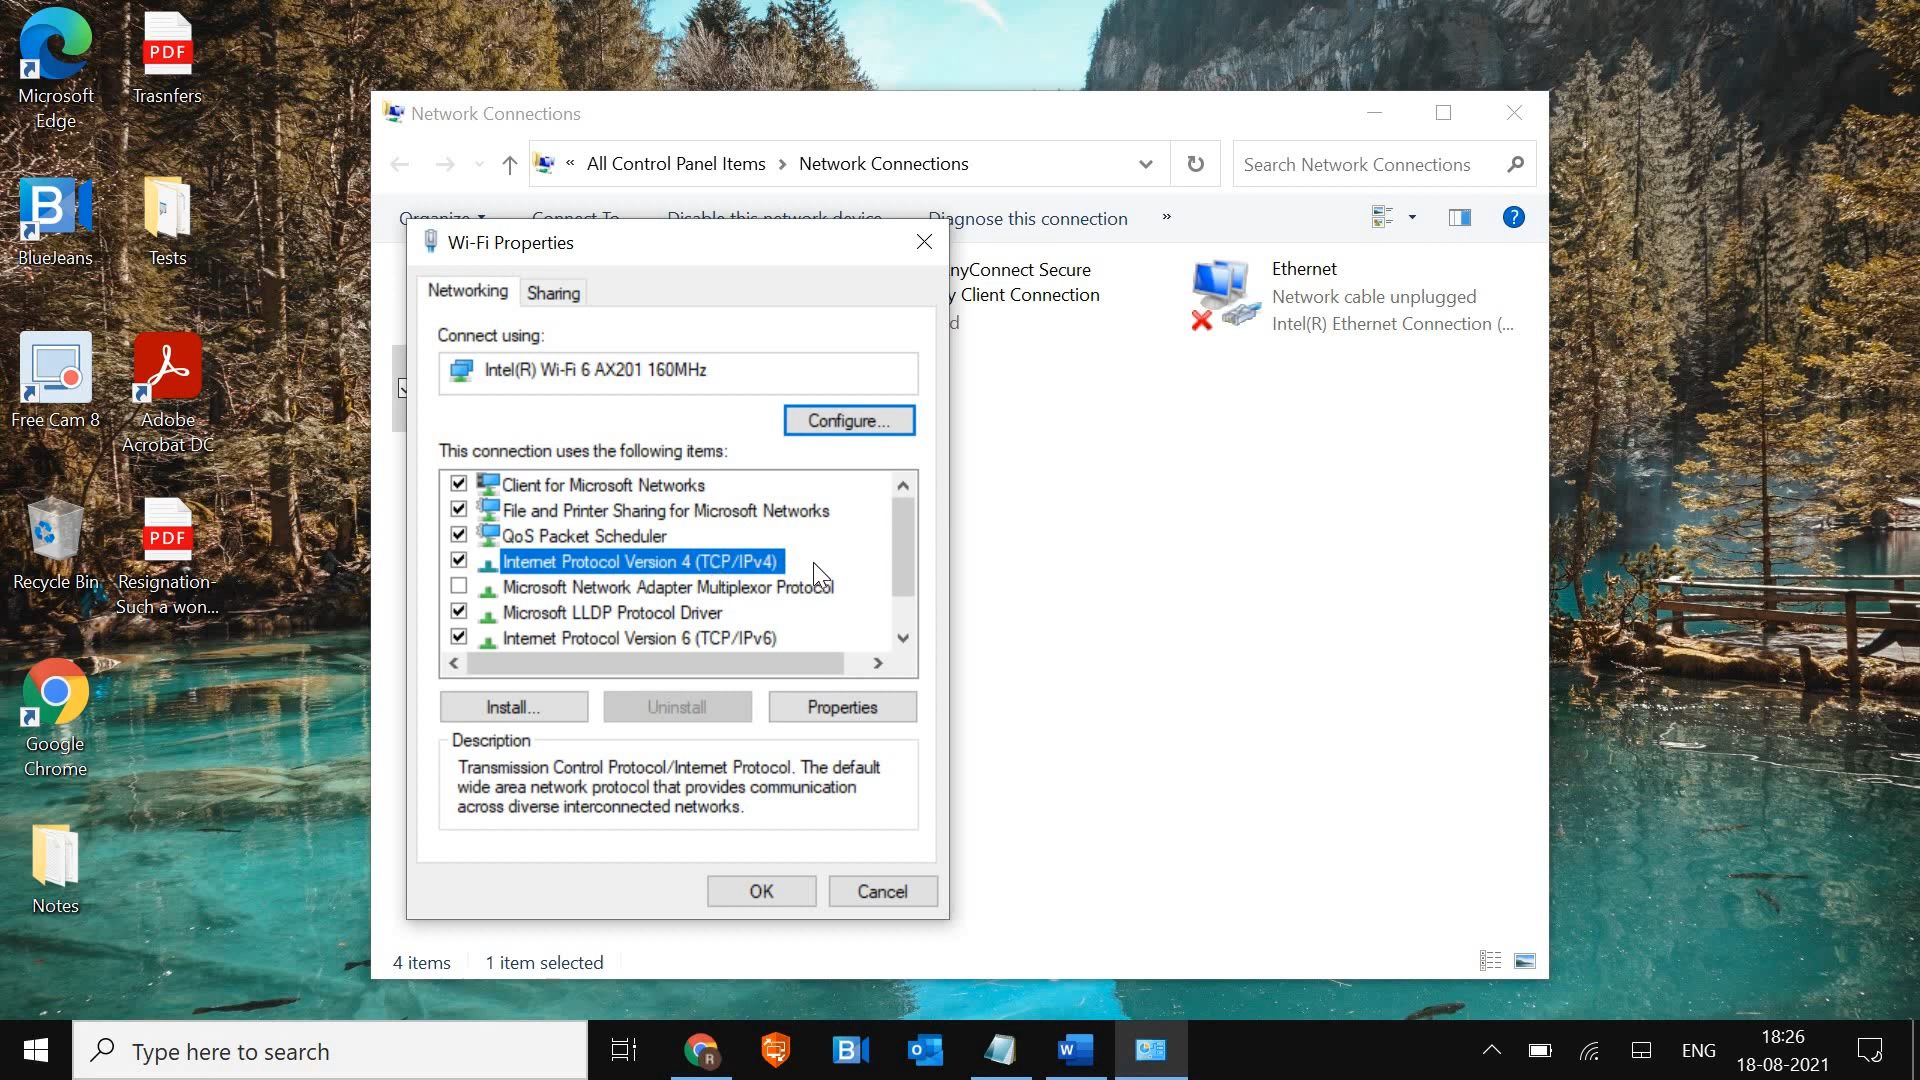 Microsoft
Edge
PDF
Trasnfers
BlueJeans
Tests
Free Cam 8
Adobe
Acrobat DC
Recycle Bin
PDF
Resignation-
Such a won...
Google
Chrome
Notes
Network Connections
« All Control Panel Items > Network Connections
Search Network Connections
Organize Connect To Disable this network device Diagnose this connection »
Wi-Fi Properties
Networking Sharing
Connect using:
Intel(R) Wi-Fi 6 AX201 160MHz
Configure...
This connection uses the following items:
Client for Microsoft Networks
File and Printer Sharing for Microsoft Networks
QoS Packet Scheduler
Internet Protocol Version 4 (TCP/IPv4)
Microsoft Network Adapter Multiplexor Protocol
Microsoft LLDP Protocol Driver
Internet Protocol Version 6 (TCP/IPv6)
Install... Uninstall Properties
Description
Transmission Control Protocol/Internet Protocol. The default
wide area network protocol that provides communication
across diverse interconnected networks.
OK Cancel
nyConnect Secure
y Client Connection
d
Ethernet
Network cable unplugged
Intel(R) Ethernet Connection (...
4 items 1 item selected
Type here to search
ENG
18:26
18-08-2021